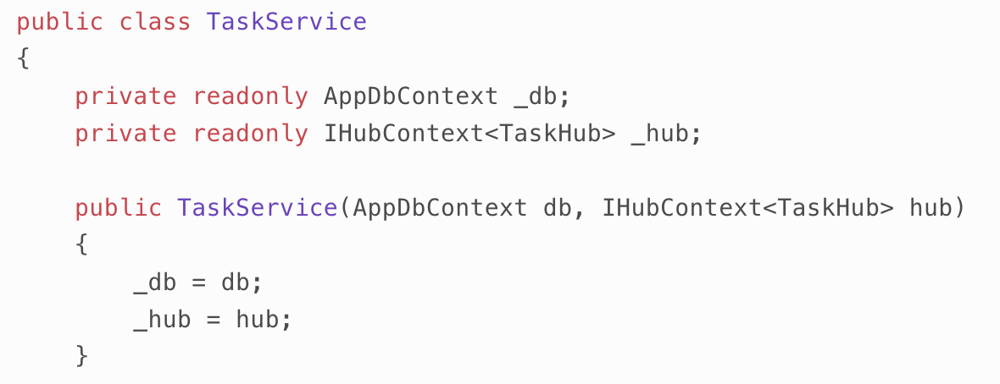 public class TaskService
{
    private readonly AppDbContext _db;
    private readonly IHubContext<TaskHub> _hub;

    public TaskService(AppDbContext db, IHubContext<TaskHub> hub)
    {
        _db = db;
        _hub = hub;
    }